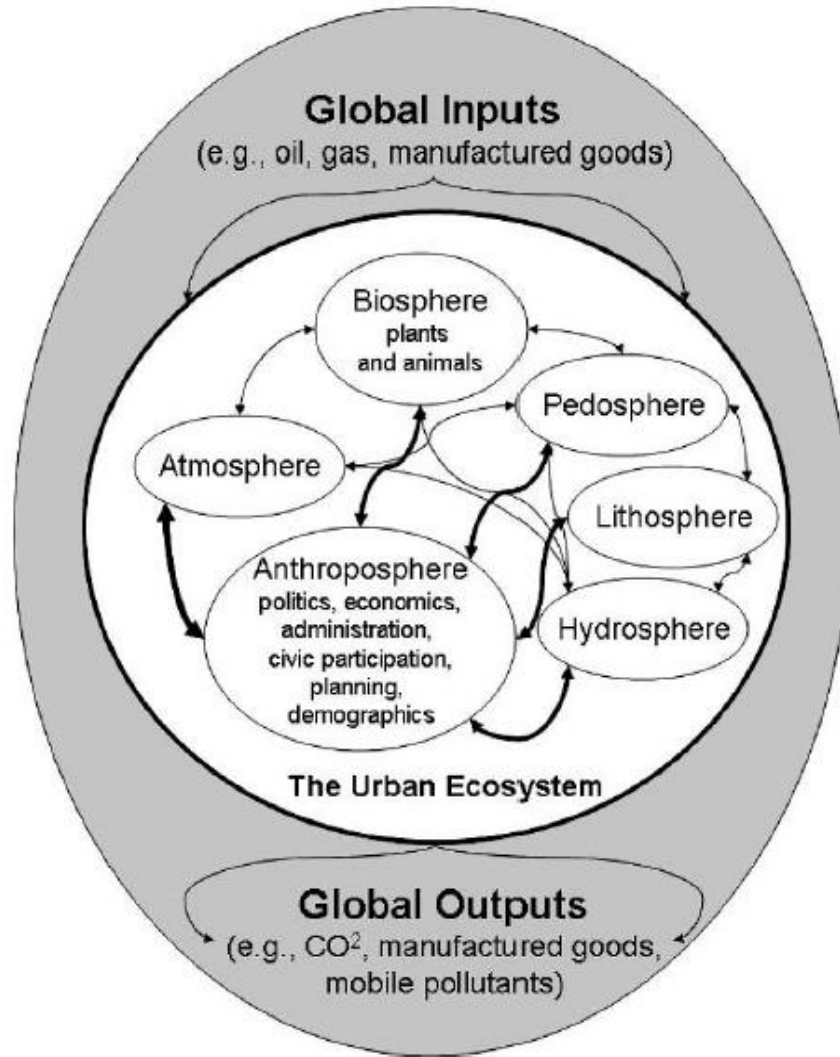 Global Inputs
(e.g., oil, gas, manufactured goods)
Biosphere
plants
and animals
Pedosphere
Atmosphere
Lithosphere
Anthroposphere
politics, economics,
administration,
civic participation,
planning,
demographics
Hydrosphere
The Urban Ecosystem
Global Outputs
(e.g., CO², manufactured goods,
mobile pollutants)